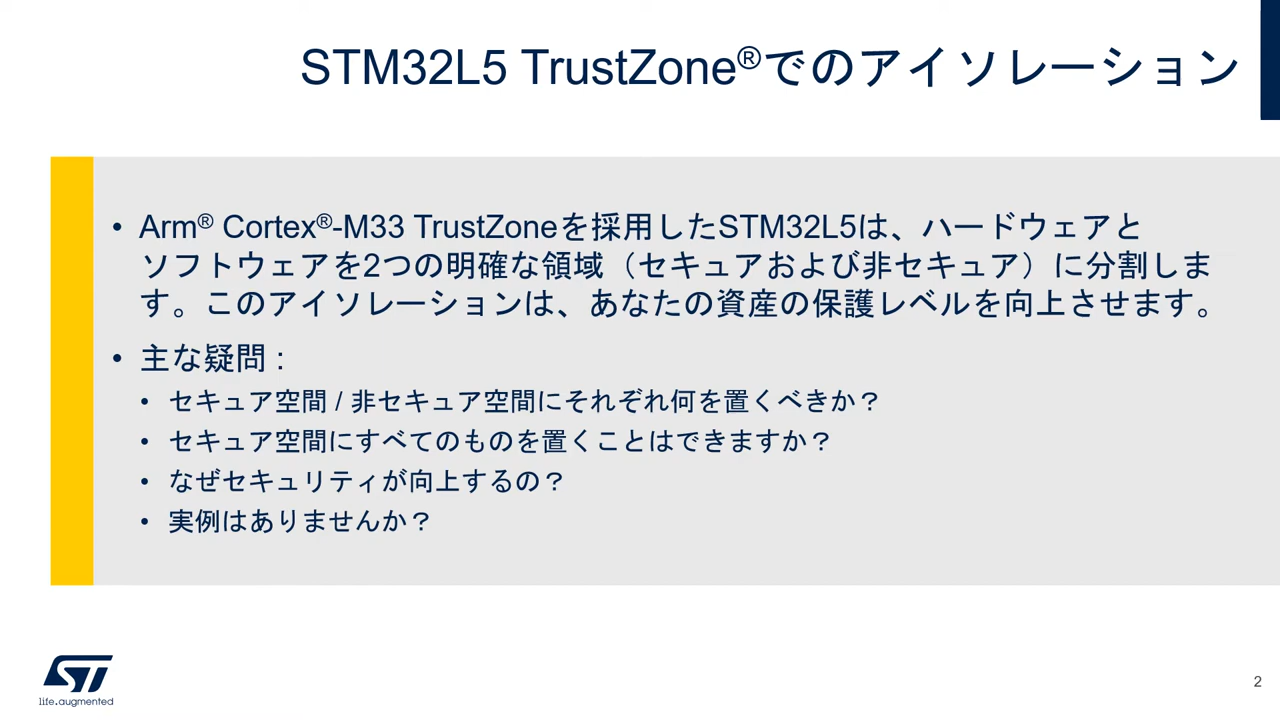 STM32L5 TrustZone®でのアイソレーション
• Arm® Cortex®-M33 TrustZoneを採用したSTM32L5は、ハードウェアと
ソフトウェアを2つの明確な領域（セキュアおよび非セキュア）に分割しま
す。このアイソレーションは、あなたの資産の保護レベルを向上させます。
• 主な疑問 :
• セキュア空間 / 非セキュア空間にそれぞれ何を置くべきか？
• セキュア空間にすべてのものを置くことはできますか？
• なぜセキュリティが向上するの？
• 実例はありませんか？
ST
life.augmented
2